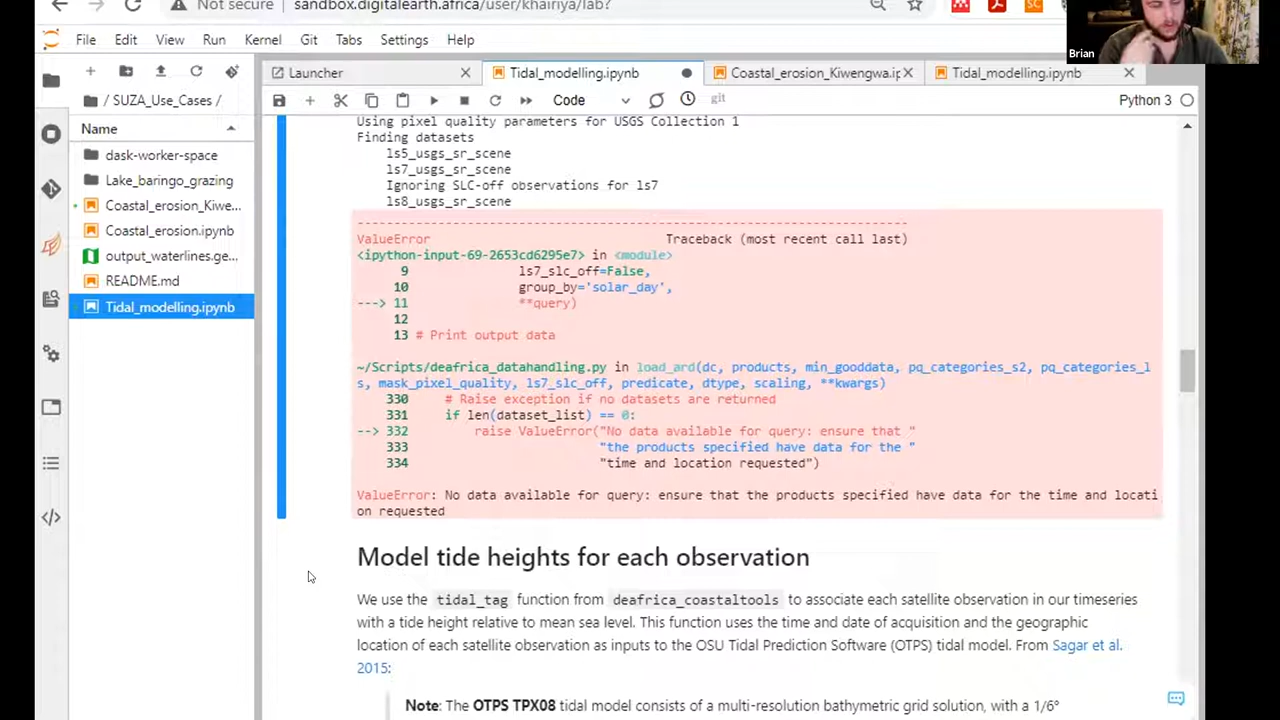 Not secure
sandbox.digitalearth.africa/user/khairiya/lab?
Brian
File Edit View Run Kernel Git Tabs Settings Help
Launcher
Tidal_modelling.ipynb
Coastal_erosion_Kiwengwa.ip
Tidal_modelling.ipynb
/ SUZA_Use_Cases /
Code
git
Python 3
Name
dask-worker-space
Lake_baringo_grazing
Coastal_erosion_Kiwe...
Coastal_erosion.ipynb
output_waterlines.ge...
README.md
Tidal_modelling.ipynb
Using pixel quality parameters for USGS Collection 1
Finding datasets
ls5_usgs_sr_scene
ls7_usgs_sr_scene
Ignoring SLC-off observations for ls7
ls8_usgs_sr_scene
---------------------------------------------------------------------------
ValueError Traceback (most recent call last)
<ipython-input-69-2653cd6295e7> in <module>
9 ls7_slc_off=False,
10 group_by='solar_day',
---> 11 **query)
12
13 # Print output data
~/Scripts/deafrica_datahandling.py in load_ard(dc, products, min_gooddata, pq_categories_s2, pq_categories_l
s, mask_pixel_quality, ls7_slc_off, predicate, dtype, scaling, **kwargs)
330 # Raise exception if no datasets are returned
331 if len(dataset_list) == 0:
--> 332 raise ValueError("No data available for query: ensure that "
333 "the products specified have data for the "
334 "time and location requested")
ValueError: No data available for query: ensure that the products specified have data for the time and locati
on requested
Model tide heights for each observation
We use the tidal_tag function from deafrica_coastaltools to associate each satellite observation in our timeseries
with a tide height relative to mean sea level. This function uses the time and date of acquisition and the geographic
location of each satellite observation as inputs to the OSU Tidal Prediction Software (OTPS) tidal model. From Sagar et al.
2015:
Note: The OTPS TPX08 tidal model consists of a multi-resolution bathymetric grid solution, with a 1/6°